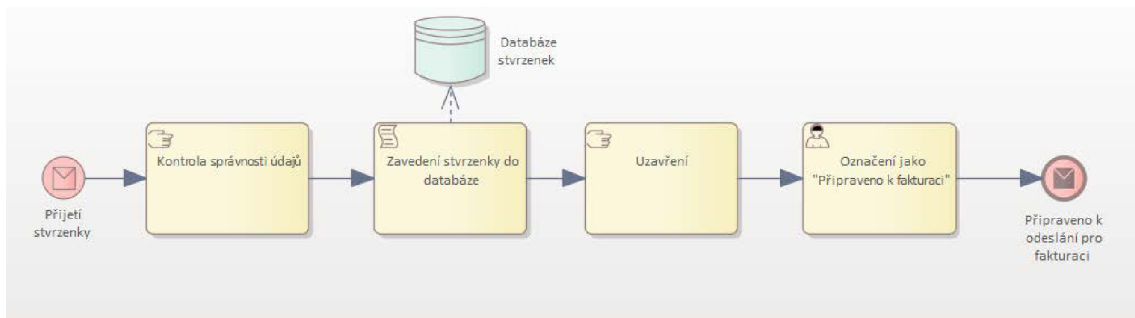 Databáze
stvrzenek
Kontrola správnosti údajů
Zavedení stvrzenky do
databáze
Uzavření
Označení jako
"Připraveno k fakturaci"
Přijetí
stvrzenky
Připraveno k
odeslání pro
fakturaci